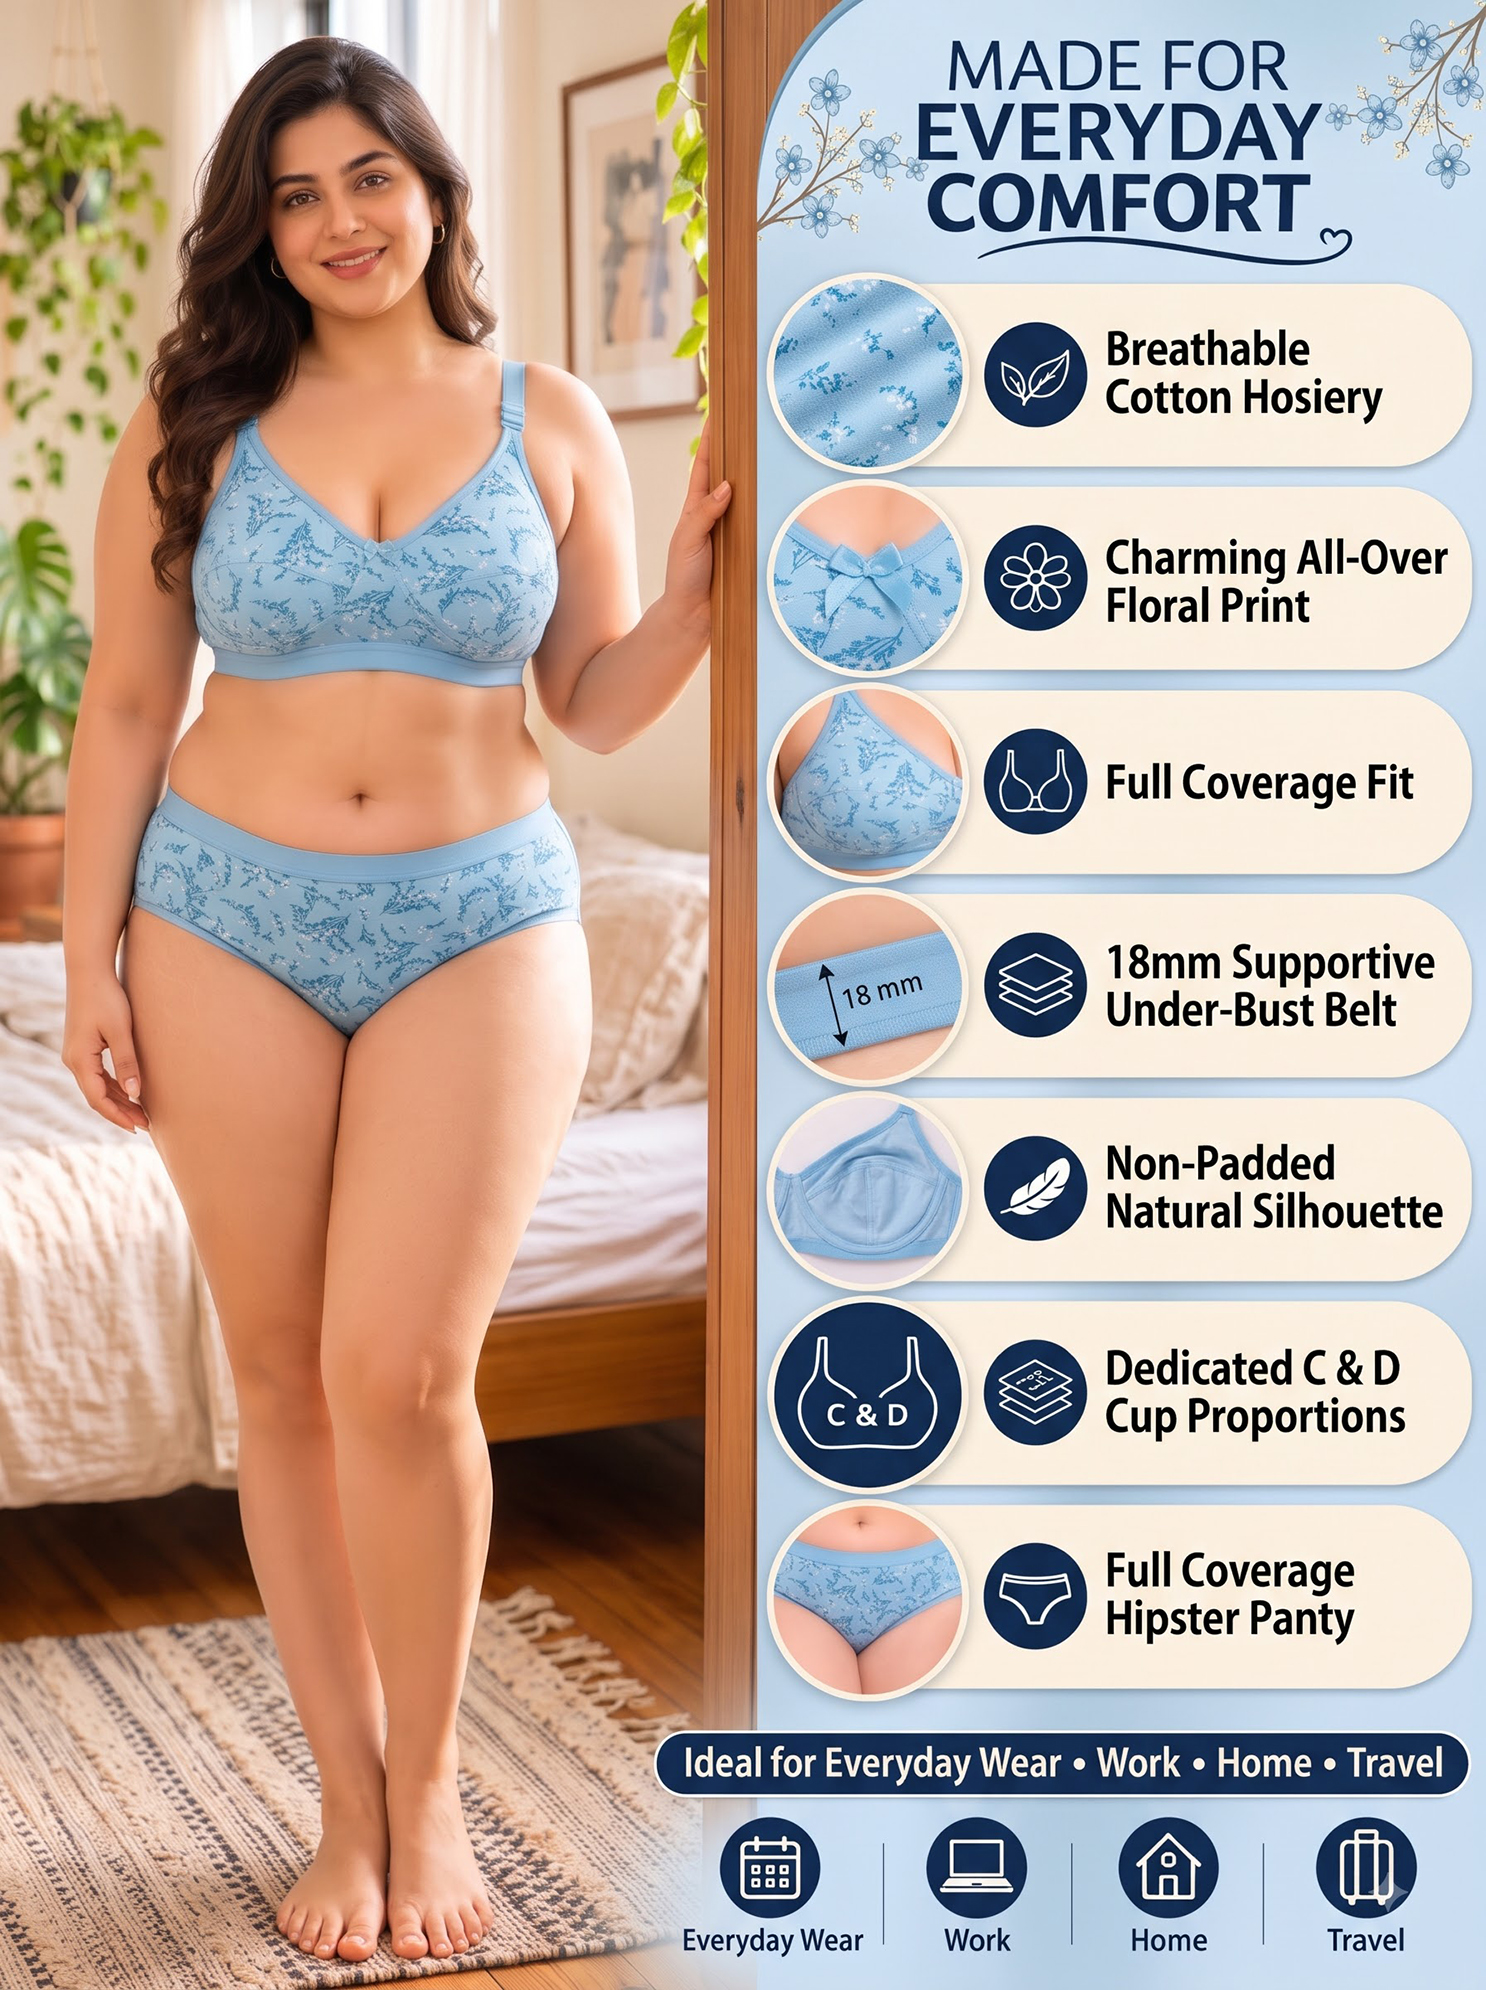 MADE FOR
EVERYDAY
COMFORT
Breathable
Cotton Hosiery
Charming All-Over
Floral Print
Full Coverage Fit
18 mm
18mm Supportive
Under-Bust Belt
Non-Padded
Natural Silhouette
C & D
Dedicated C & D
Cup Proportions
Full Coverage
Hipster Panty
Ideal for Everyday Wear • Work • Home • Travel
Everyday Wear
Work
Home
Travel